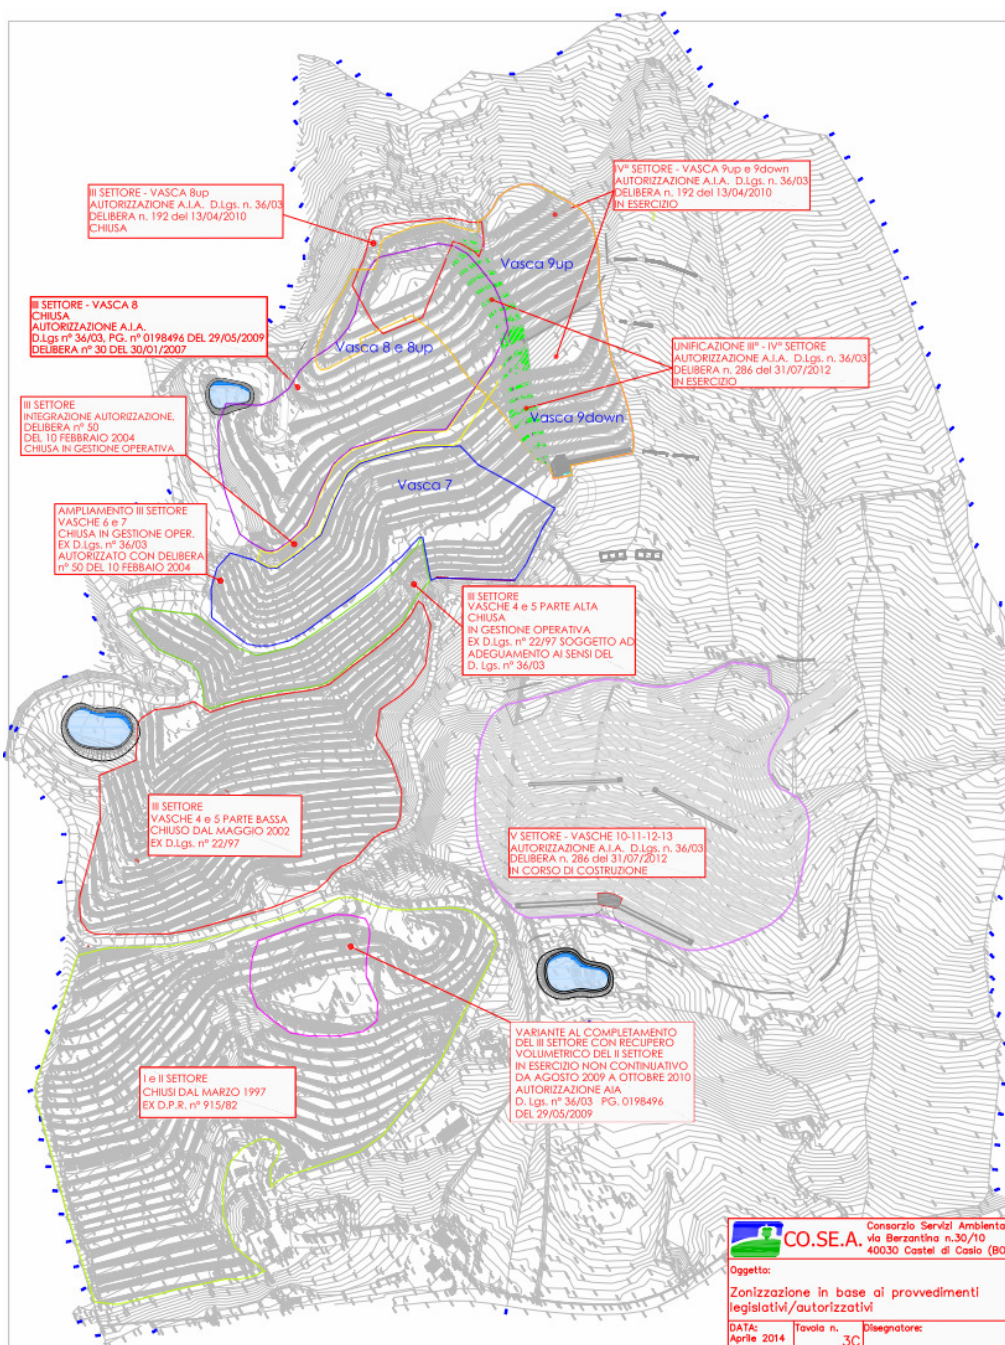 III SETTORE - VASCA 8up
AUTORIZZAZIONE A.I.A. D.Lgs. n. 36/03
DELIBERA n. 192 del 13/04/2010
CHIUSA
IV° SETTORE - VASCA 9up e 9down
AUTORIZZAZIONE A.I.A. D.Lgs. n. 36/03
DELIBERA n. 192 del 13/04/2010
IN ESERCIZIO
Vasca 9up
III SETTORE - VASCA 8
CHIUSA
AUTORIZZAZIONE A.I.A.
D.Lgs n° 36/03, PG. n° 0198496 DEL 29/05/2009
DELIBERA n° 30 DEL 30/01/2007
Vasca 8 e 8up
UNIFICAZIONE III° - IV° SETTORE
AUTORIZZAZIONE A.I.A. D.Lgs. n. 36/03
DELIBERA n. 286 del 31/07/2012
IN ESERCIZIO
III SETTORE
INTEGRAZIONE AUTORIZZAZIONE,
DELIBERA n° 50
DEL 10 FEBBRAIO 2004
CHIUSA IN GESTIONE OPERATIVA
Vasca 9down
Vasca 7
AMPLIAMENTO III SETTORE
VASCHE 6 e 7
CHIUSA IN GESTIONE OPER.
EX D.Lgs. n° 36/03
AUTORIZZATO CON DELIBERA
n° 50 DEL 10 FEBBAIO 2004
III SETTORE
VASCHE 4 e 5 PARTE ALTA
CHIUSA
IN GESTIONE OPERATIVA
EX D.Lgs. n° 22/97 SOGGETTO AD
ADEGUAMENTO AI SENSI DEL
D. Lgs. n° 36/03
III SETTORE
VASCHE 4 e 5 PARTE BASSA
CHIUSO DAL MAGGIO 2002
EX D.Lgs. n° 22/97
V SETTORE - VASCHE 10-11-12-13
AUTORIZZAZIONE A.I.A. D.Lgs. n. 36/03
DELIBERA n. 286 del 31/07/2012
IN CORSO DI COSTRUZIONE
VARIANTE AL COMPLETAMENTO
DEL III SETTORE CON RECUPERO
VOLUMETRICO DEL II SETTORE
IN ESERCIZIO NON CONTINUATIVO
DA AGOSTO 2009 A OTTOBRE 2010
AUTORIZZAZIONE AIA
D. Lgs. n° 36/03 PG. 0198496
DEL 29/05/2009
I e II SETTORE
CHIUSI DAL MARZO 1997
EX D.P.R. n° 915/82
CO.SE.A.
Consorzio Servizi Ambienta
via Berzantina n.30/10
40030 Castel di Casio (BO
Oggetto:
Zonizzazione in base ai provvedimenti
legislativi/autorizzativi
DATA:
Aprile 2014
Tavola n.
3C
Disegnatore: